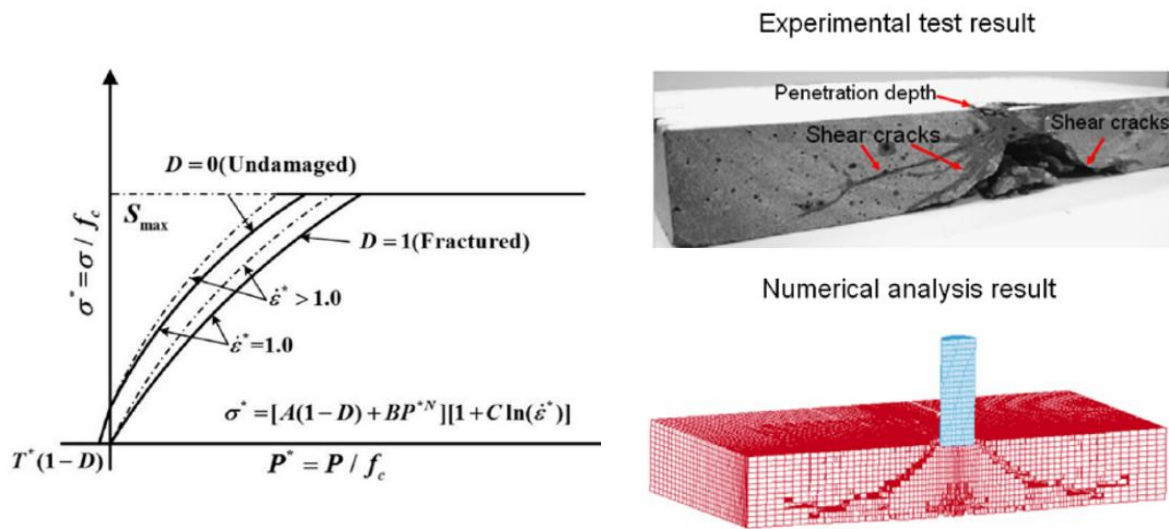 Experimental test result
Penetration depth
Shear cracks
Shear cracks
Numerical analysis result
D = 0(Undamaged)
S_max
D = 1(Fractured)
ε̇* > 1.0
ε̇* = 1.0
σ* = σ / f_c
σ* = [A(1 − D) + BP*ᴺ][1 + C ln(ε̇*)]
T*(1 − D)
P* = P / f_c